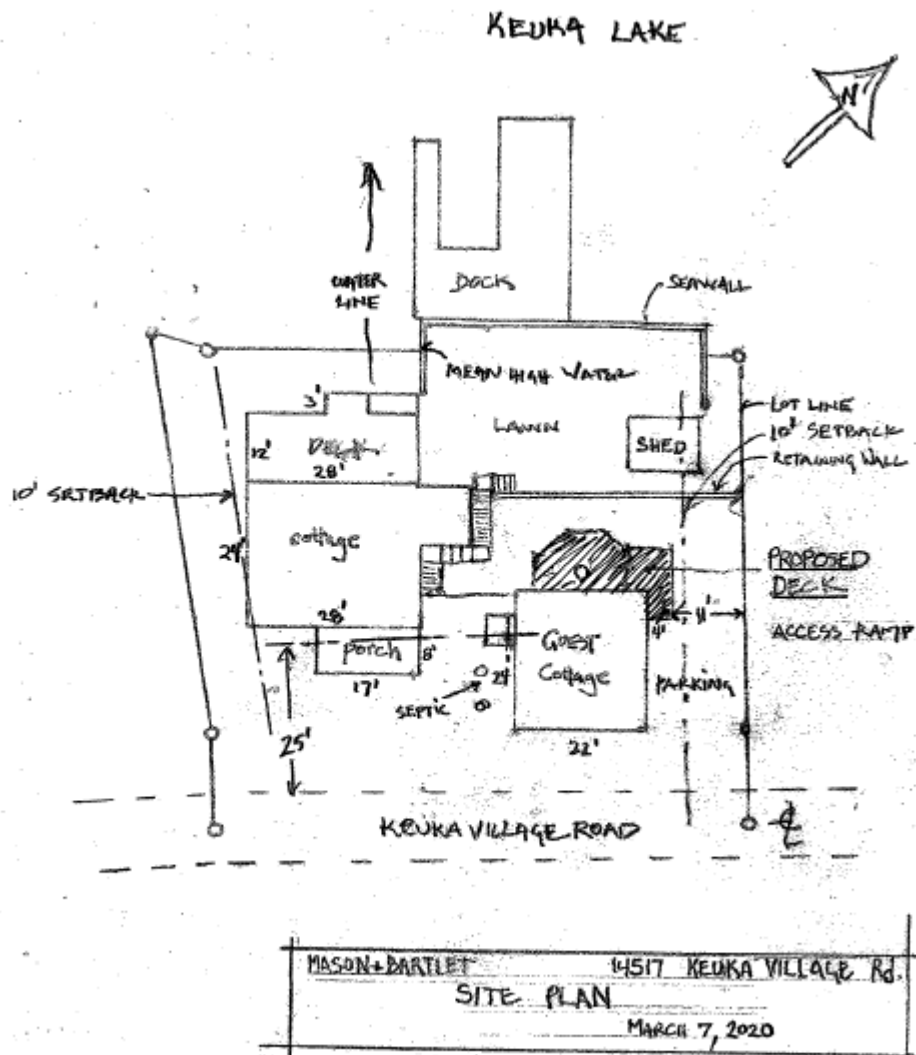 KEUKA LAKE
N
WATER
LINE
DOCK
SEAWALL
MEAN HIGH WATER
LAWN
SHED
LOT LINE
10' SETBACK
RETAINING WALL
3'
12'
DECK
28'
10' SETBACK
24'
cottage
28'
PROPOSED
DECK
4'
11'
ACCESS RAMP
porch
8'
17'
24'
GUEST
Cottage
SEPTIC
PARKING
22'
25'
KEUKA VILLAGE ROAD
MASON + BARTLET 14517 KEUKA VILLAGE Rd.
SITE PLAN
MARCH 7, 2020